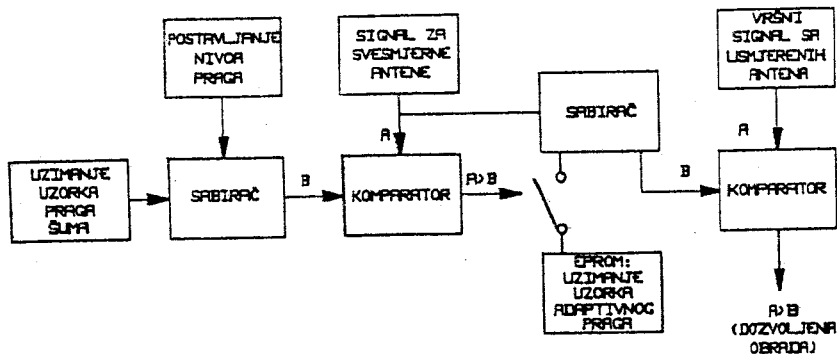 POSTAVLJANJE
NIVOA
PRAGA
SIGNAL ZA
SVESMJERNE
ANTENE
VRŠNI
SIGNAL SA
USMJERENIH
ANTENA
SABIRAČ
A
A
UZIMANJE
UZORKA
PRAGA
ŠUMA
SABIRAČ
B
KOMPARATOR
A>B
B
KOMPARATOR
EPROM:
UZIMANJE
UZORKA
ADAPTIVNOG
PRAGA
A>B
(DOZVOLJENA
OBRADA)